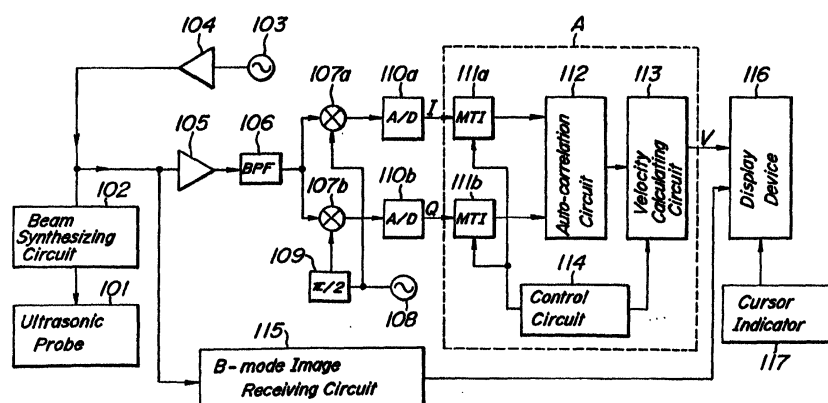 A
104
103
107a
110a
111a
112
113
116
105
106
BPF
A/D
I
MTI
V
102
107b
110b
111b
Beam
Synthesizing
Circuit
A/D
Q
MTI
Auto-correlation
Circuit
Velocity
Calculating
Circuit
Display
Device
109
π/2
108
114
Control
Circuit
101
Ultrasonic
Probe
115
B-mode Image
Receiving Circuit
Cursor
Indicator
117